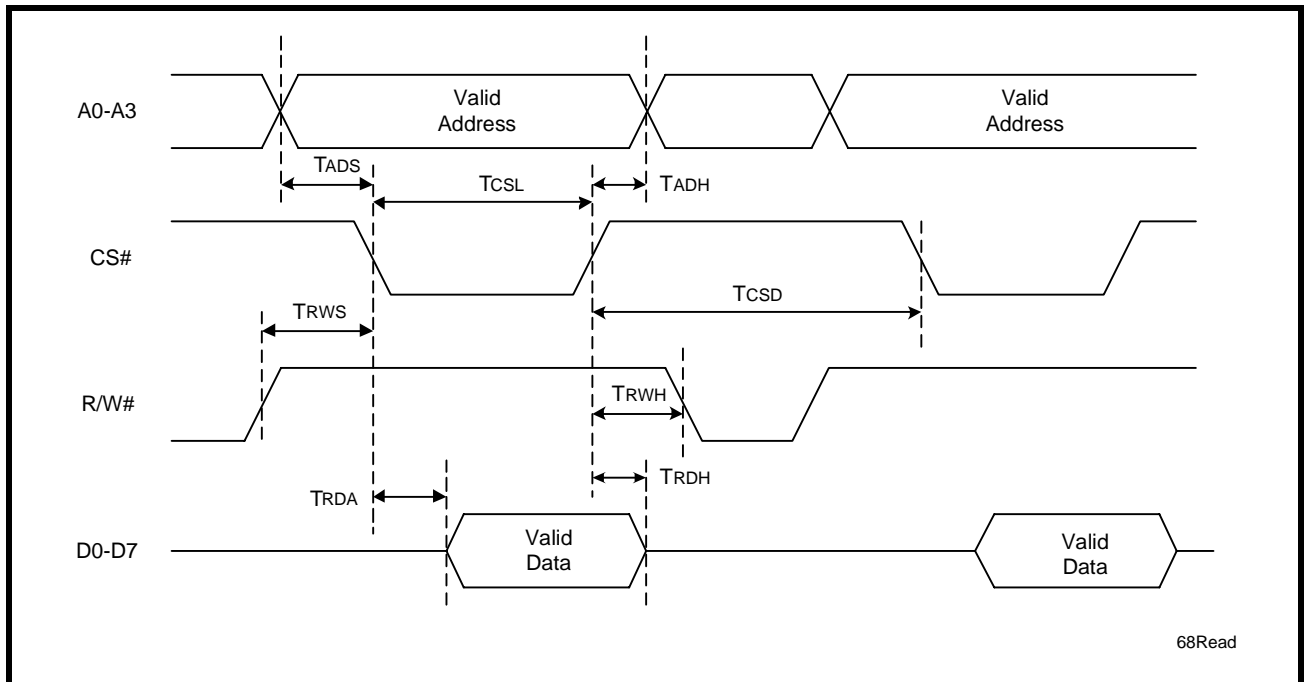 A0-A3
Valid
Address
Valid
Address
TADS
TCSL
TADH
CS#
TCSD
TRWS
R/W#
TRWH
TRDH
TRDA
D0-D7
Valid
Data
Valid
Data
68Read